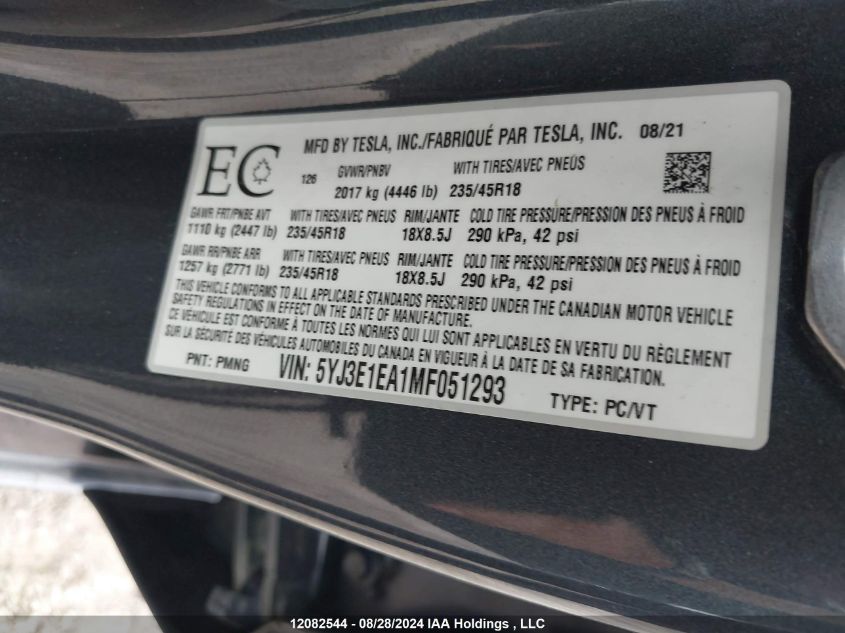 MFD BY TESLA, INC./FABRIQUÉ PAR TESLA, INC. 08/21
EC 126 GVWR/PNBV WITH TIRES/AVEC PNEUS
2017 kg (4446 lb) 235/45R18
GAWR FRT/PNBE AVT WITH TIRES/AVEC PNEUS RIM/JANTE COLD TIRE PRESSURE/PRESSION DES PNEUS À FROID
1110 kg (2447 lb) 235/45R18 18X8.5J 290 kPa, 42 psi
GAWR RR/PNBE ARR WITH TIRES/AVEC PNEUS RIM/JANTE COLD TIRE PRESSURE/PRESSION DES PNEUS À FROID
1257 kg (2771 lb) 235/45R18 18X8.5J 290 kPa, 42 psi
THIS VEHICLE CONFORMS TO ALL APPLICABLE STANDARDS PRESCRIBED UNDER THE CANADIAN MOTOR VEHICLE
SAFETY REGULATIONS IN EFFECT ON THE DATE OF MANUFACTURE.
CE VÉHICULE EST CONFORME À TOUTES LES NORMES QUI LUI SONT APPLICABLES EN VERTU DU RÈGLEMENT
SUR LA SÉCURITÉ DES VÉHICULES AUTOMOBILES DU CANADA EN VIGUEUR À LA DATE DE SA FABRICATION.
PNT: PMNG VIN: 5YJ3E1EA1MF051293 TYPE: PC/VT
12082544 - 08/28/2024 IAA Holdings , LLC